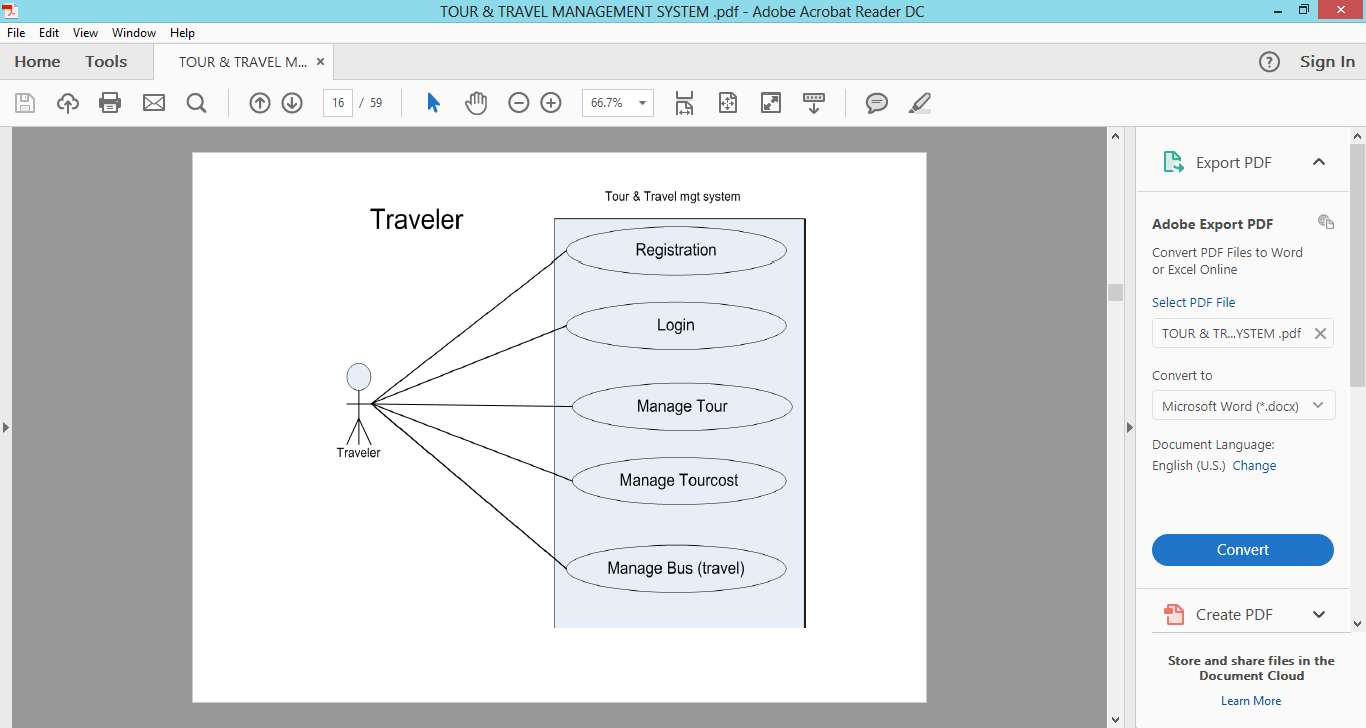 TOUR & TRAVEL MANAGEMENT SYSTEM .pdf - Adobe Acrobat Reader DC
File Edit View Window Help
Home Tools TOUR & TRAVEL M... × ? Sign In
16 / 59 66.7%
Export PDF
Adobe Export PDF
Convert PDF Files to Word
or Excel Online
Select PDF File
TOUR & TR...YSTEM .pdf
Convert to
Microsoft Word (*.docx)
Document Language:
English (U.S.) Change
Convert
Create PDF
Store and share files in the
Document Cloud
Learn More
Tour & Travel mgt system
Traveler
Registration
Login
Manage Tour
Traveler
Manage Tourcost
Manage Bus (travel)